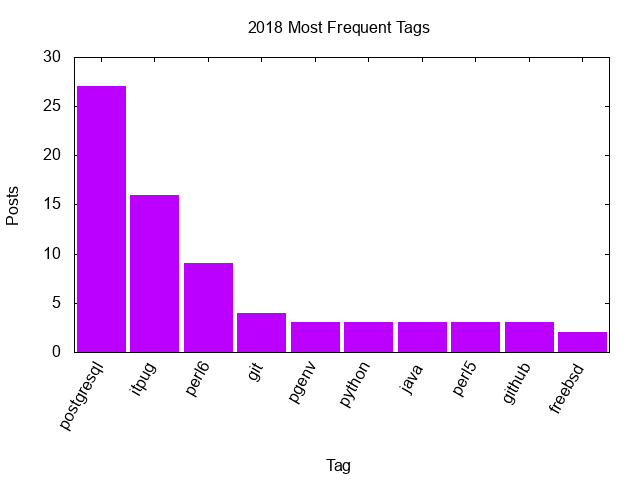 2018 Most Frequent Tags
30
25
20
15
10
5
0
Posts
postgresql
itpug
perl6
git
pgenv
python
java
perl5
github
freebsd
Tag